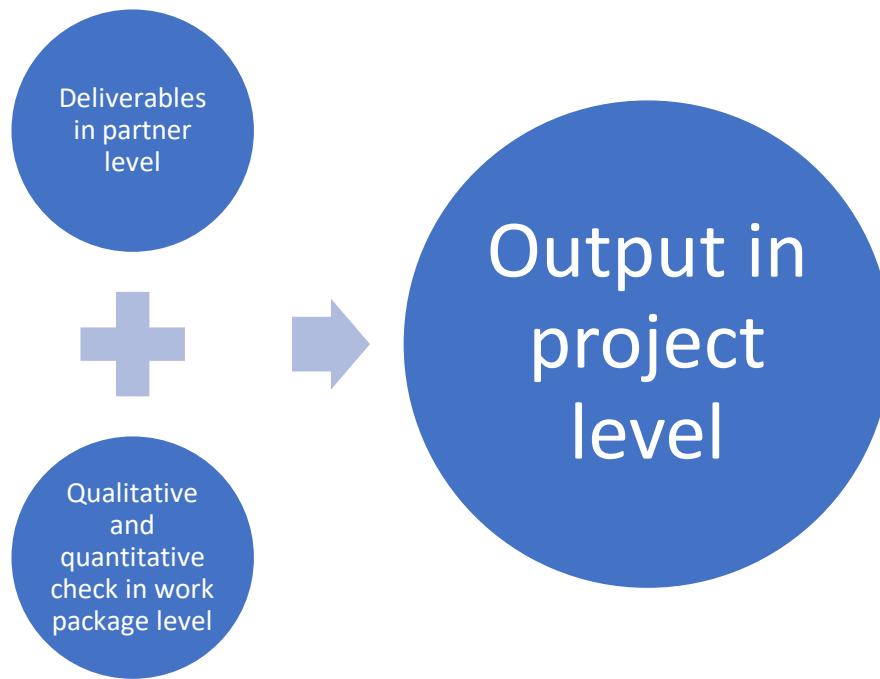 Deliverables
in partner
level
Qualitative
and
quantitative
check in work
package level
Output in
project
level